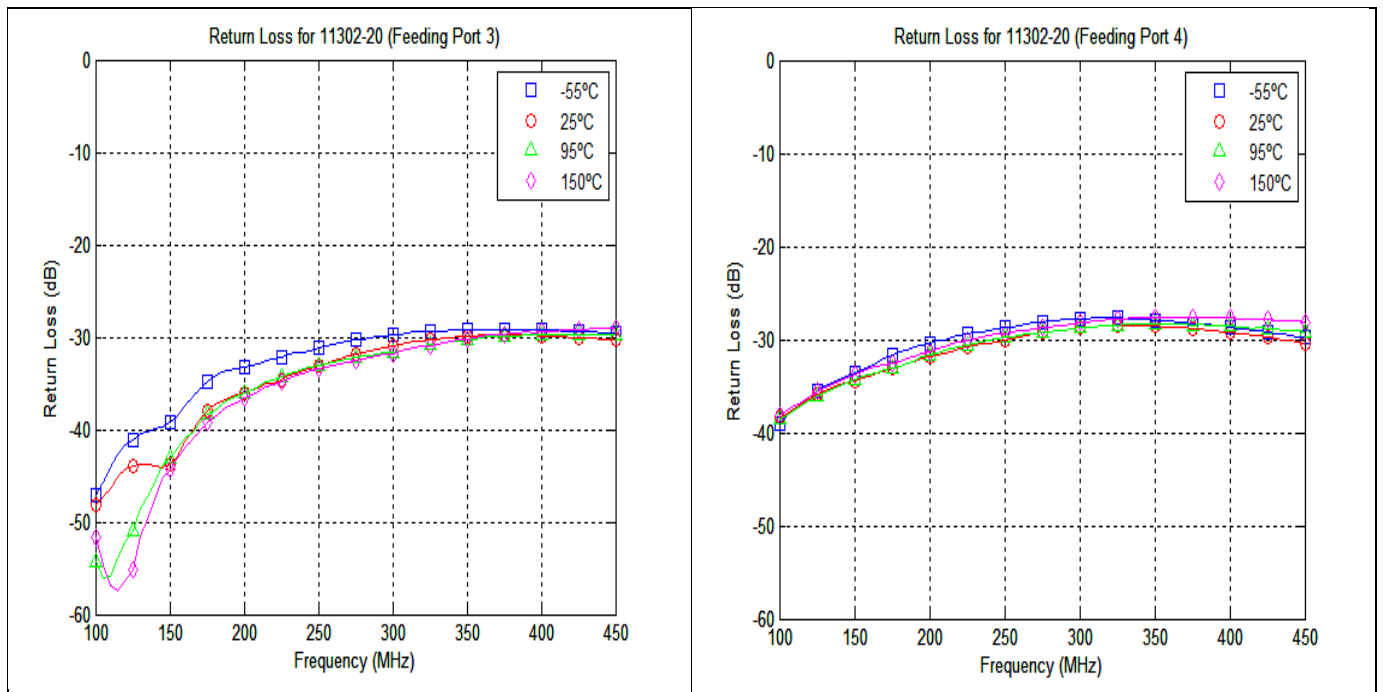 Return Loss for 11302-20 (Feeding Port 3)
0
-10
-20
-30
-40
-50
-60
Return Loss (dB)
-55ºC
25ºC
95ºC
150ºC
100 150 200 250 300 350 400 450
Frequency (MHz)
Return Loss for 11302-20 (Feeding Port 4)
0
-10
-20
-30
-40
-50
-60
Return Loss (dB)
-55ºC
25ºC
95ºC
150ºC
100 150 200 250 300 350 400 450
Frequency (MHz)